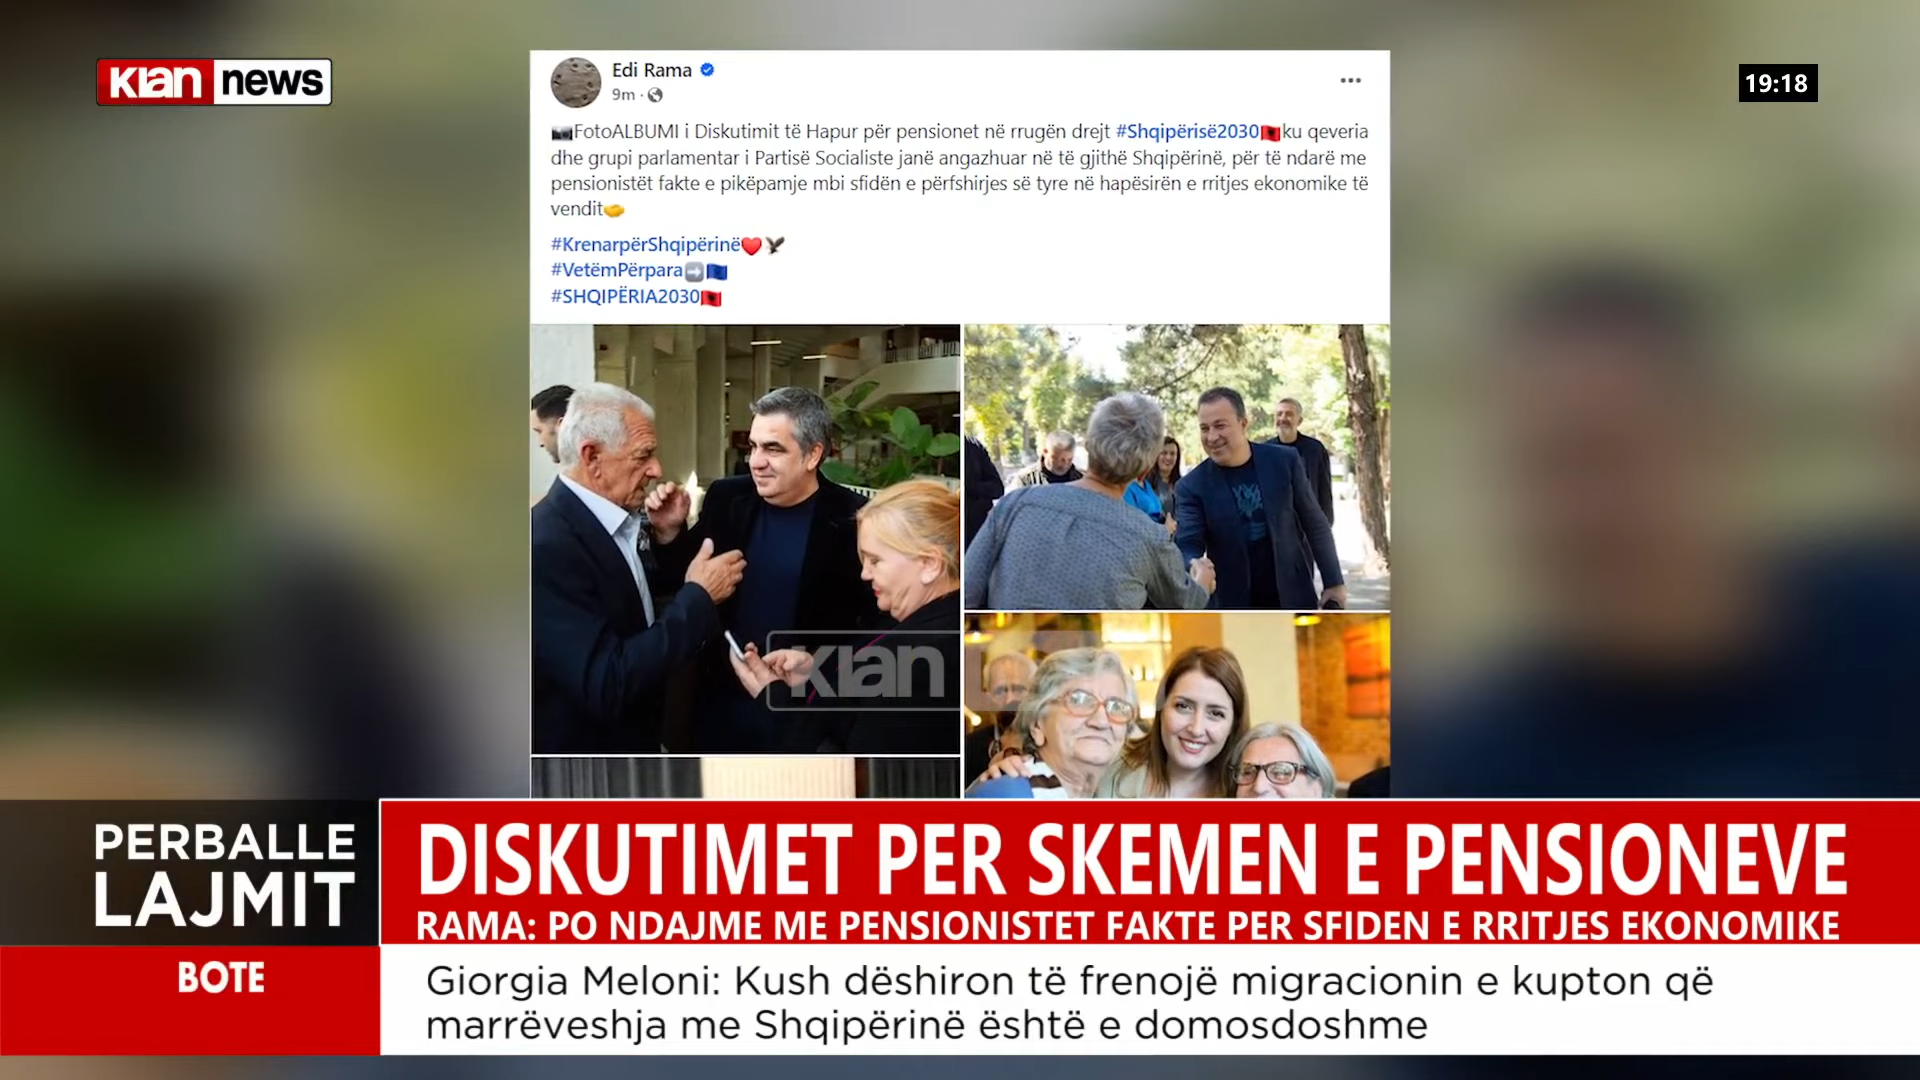 Klan news
19:18
Edi Rama
9m
FotoALBUMI i Diskutimit të Hapur për pensionet në rrugën drejt #Shqipërisë2030 ku qeveria
dhe grupi parlamentar i Partisë Socialiste janë angazhuar në të gjithë Shqipërinë, për të ndarë me
pensionistët fakte e pikëpamje mbi sfidën e përfshirjes së tyre në hapësirën e rritjes ekonomike të
vendit
#KrenarpërShqipërinë
#VetëmPërpara
#SHQIPËRIA2030
Klan
PERBALLE
LAJMIT
DISKUTIMET PER SKEMEN E PENSIONEVE
RAMA: PO NDAJME ME PENSIONISTET FAKTE PER SFIDEN E RRITJES EKONOMIKE
BOTE
Giorgia Meloni: Kush dëshiron të frenojë migracionin e kupton që
marrëveshja me Shqipërinë është e domosdoshme